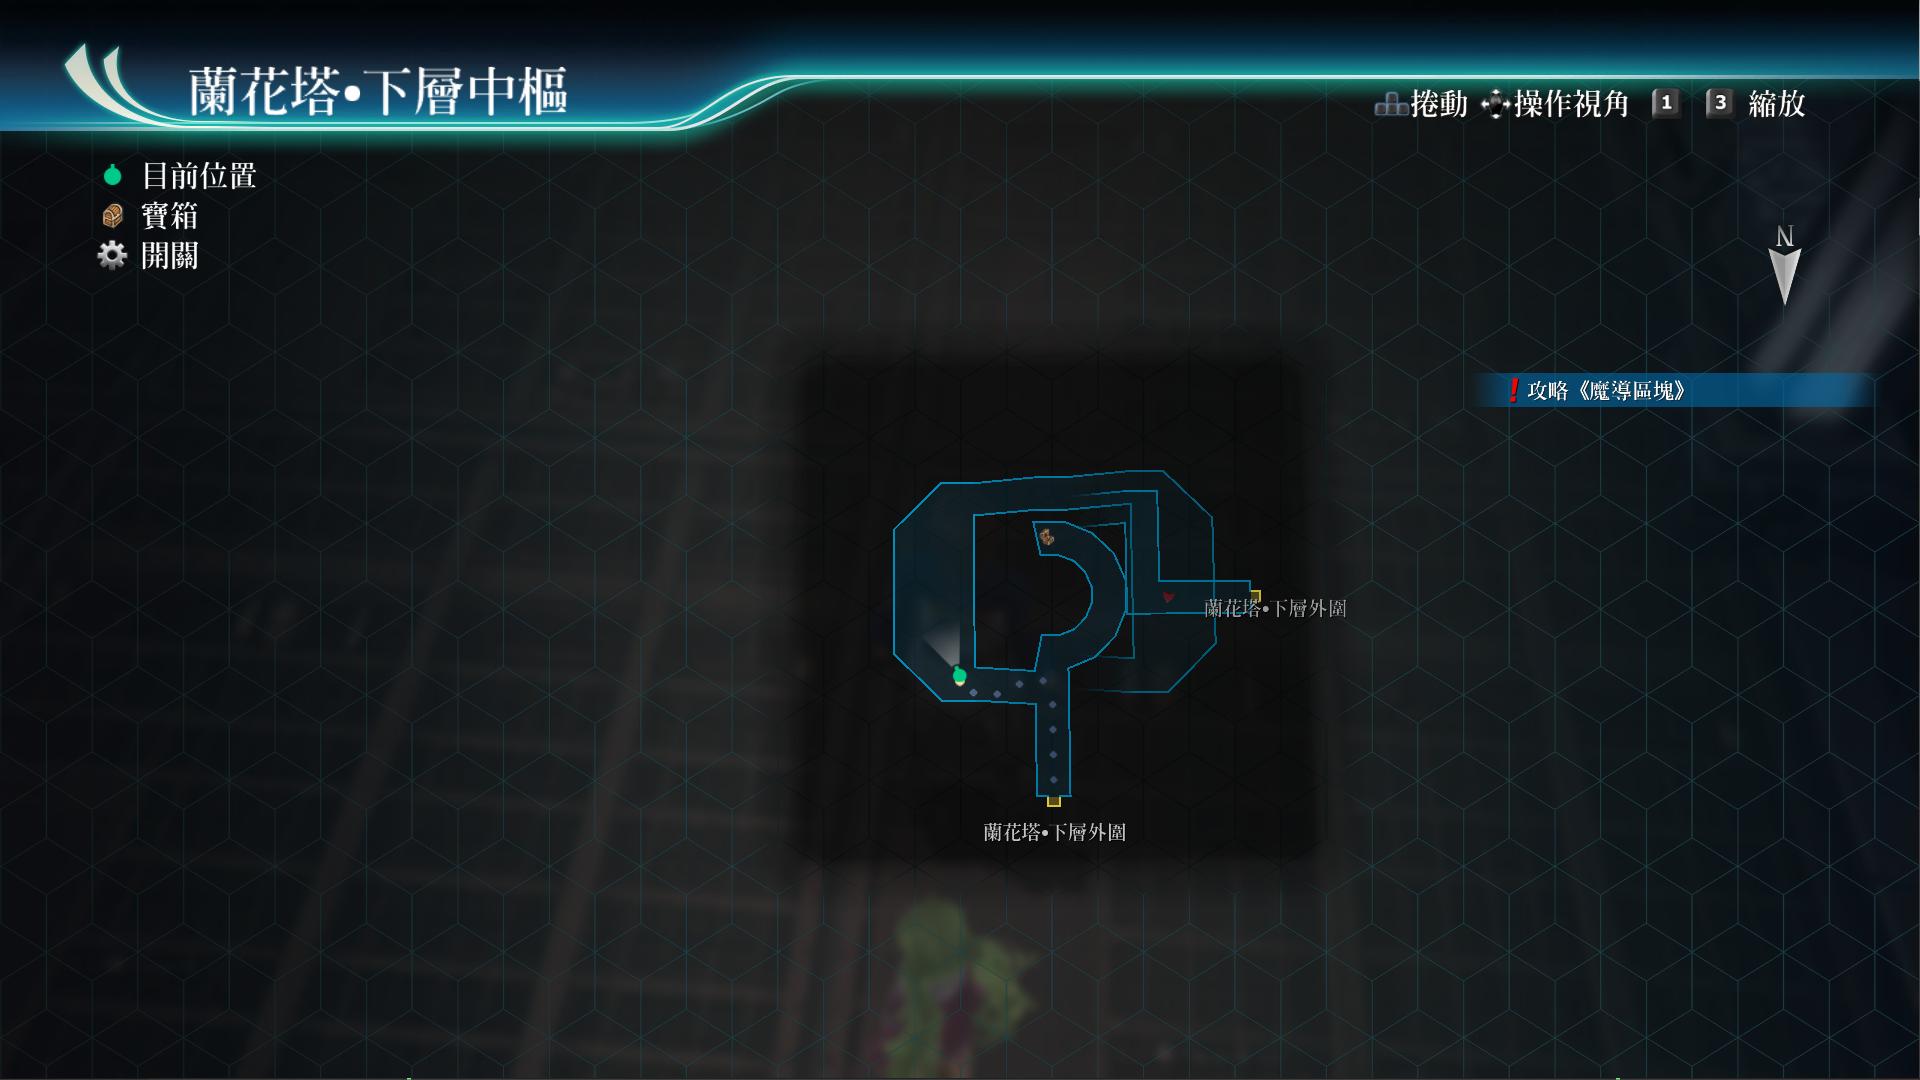 蘭花塔•下層中樞
捲動 操作視角 1 3 縮放
目前位置
寶箱
開關
N
! 攻略《魔導區塊》
蘭花塔•下層外圍
蘭花塔•下層外圍